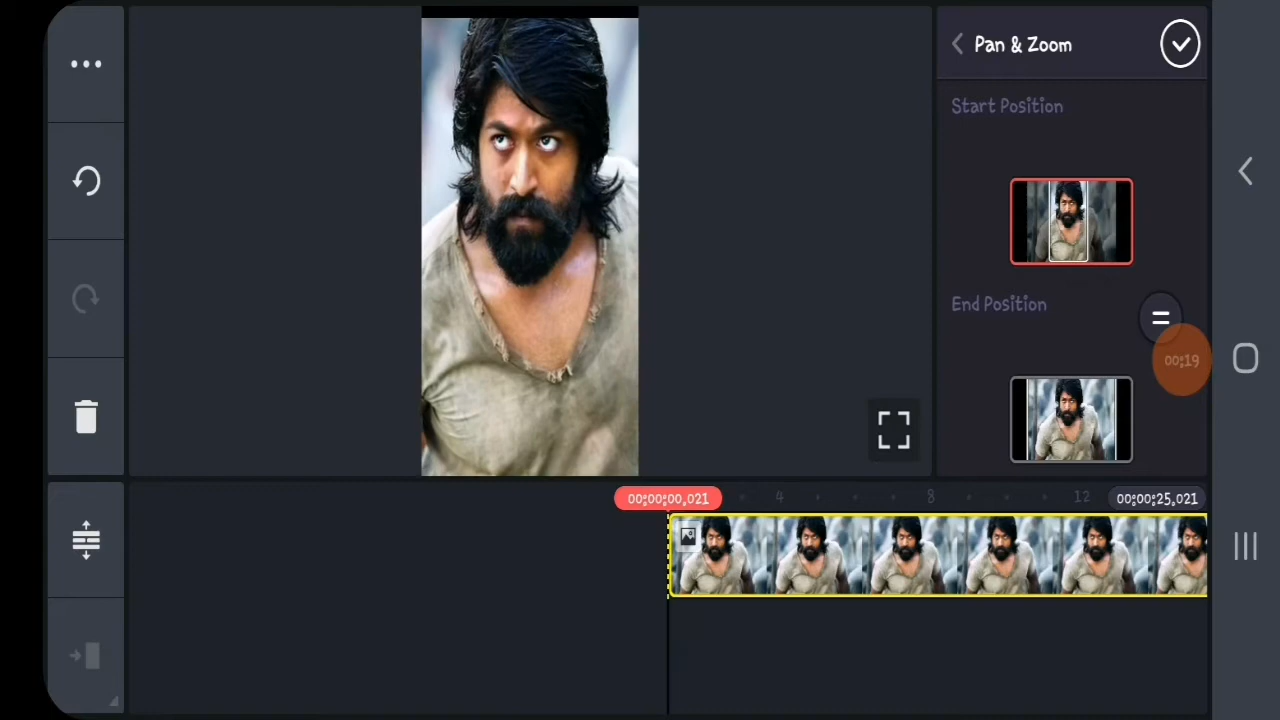 Pan & Zoom
Start Position
End Position
00:19
00:00:00,021
4
8
12
00:00:25,021